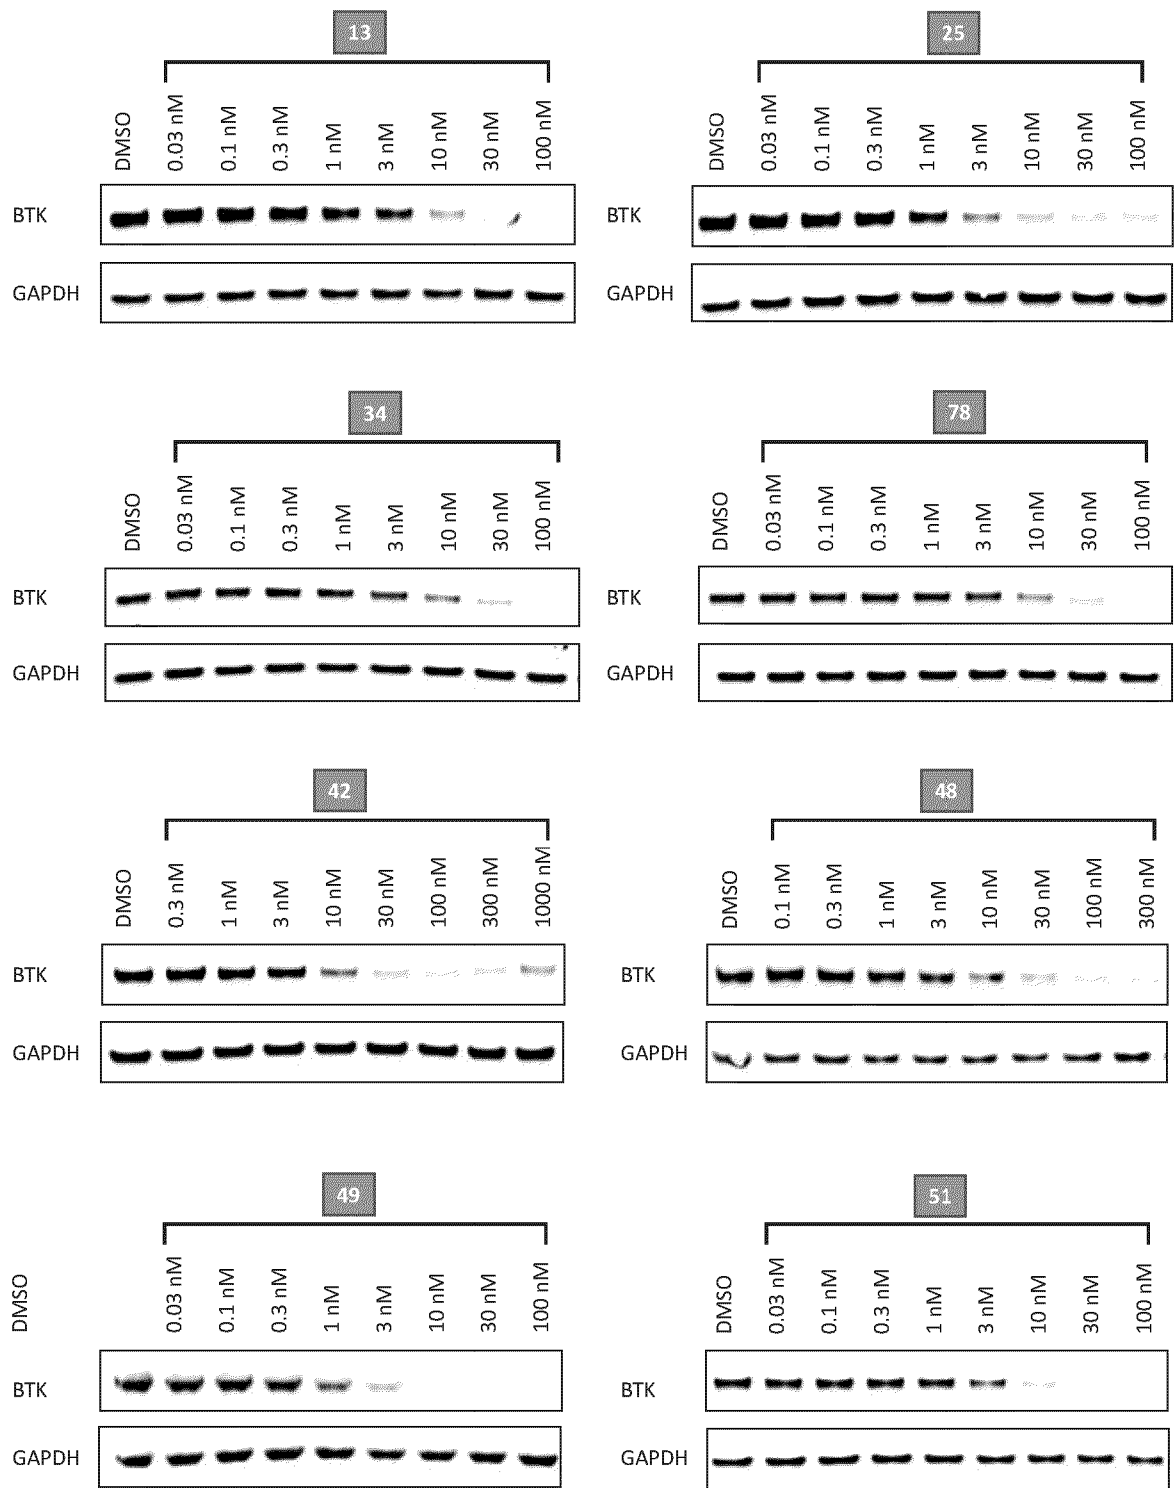 13
DMSO 0.03 nM 0.1 nM 0.3 nM 1 nM 3 nM 10 nM 30 nM 100 nM
BTK
GAPDH
25
DMSO 0.03 nM 0.1 nM 0.3 nM 1 nM 3 nM 10 nM 30 nM 100 nM
BTK
GAPDH
34
DMSO 0.03 nM 0.1 nM 0.3 nM 1 nM 3 nM 10 nM 30 nM 100 nM
BTK
GAPDH
78
DMSO 0.03 nM 0.1 nM 0.3 nM 1 nM 3 nM 10 nM 30 nM 100 nM
BTK
GAPDH
42
DMSO 0.3 nM 1 nM 3 nM 10 nM 30 nM 100 nM 300 nM 1000 nM
BTK
GAPDH
48
DMSO 0.1 nM 0.3 nM 1 nM 3 nM 10 nM 30 nM 100 nM 300 nM
BTK
GAPDH
49
DMSO 0.03 nM 0.1 nM 0.3 nM 1 nM 3 nM 10 nM 30 nM 100 nM
BTK
GAPDH
51
DMSO 0.03 nM 0.1 nM 0.3 nM 1 nM 3 nM 10 nM 30 nM 100 nM
BTK
GAPDH